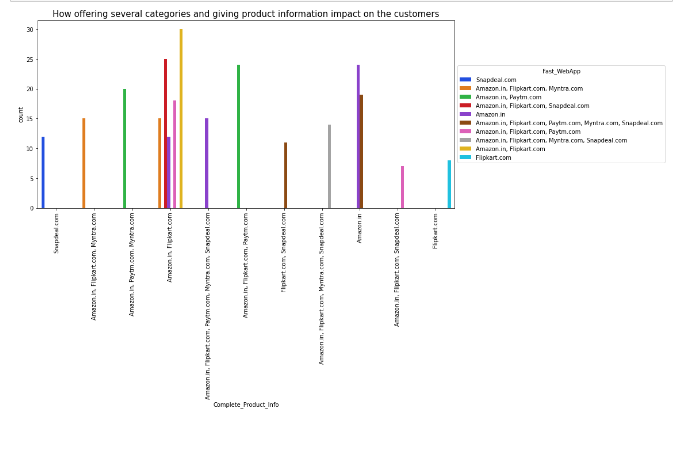 How offering several categories and giving product information impact on the customers
30
25
20
15
10
5
0
count
Snapdeal.com
Amazon.in, Flipkart.com, Myntra.com
Amazon.in, Paytm.com, Myntra.com
Amazon.in, Flipkart.com
Amazon.in, Flipkart.com, Paytm.com, Myntra.com, Snapdeal.com
Amazon.in, Flipkart.com, Paytm.com
Flipkart.com, Snapdeal.com
Amazon.in, Flipkart.com, Myntra.com, Snapdeal.com
Amazon.in
Amazon.in, Flipkart.com, Snapdeal.com
Flipkart.com
Complete_Product_Info
Fast_WebApp
Snapdeal.com
Amazon.in, Flipkart.com, Myntra.com
Amazon.in, Paytm.com
Amazon.in, Flipkart.com, Snapdeal.com
Amazon.in
Amazon.in, Flipkart.com, Paytm.com, Myntra.com, Snapdeal.com
Amazon.in, Flipkart.com, Paytm.com
Amazon.in, Flipkart.com, Myntra.com, Snapdeal.com
Amazon.in, Flipkart.com
Flipkart.com